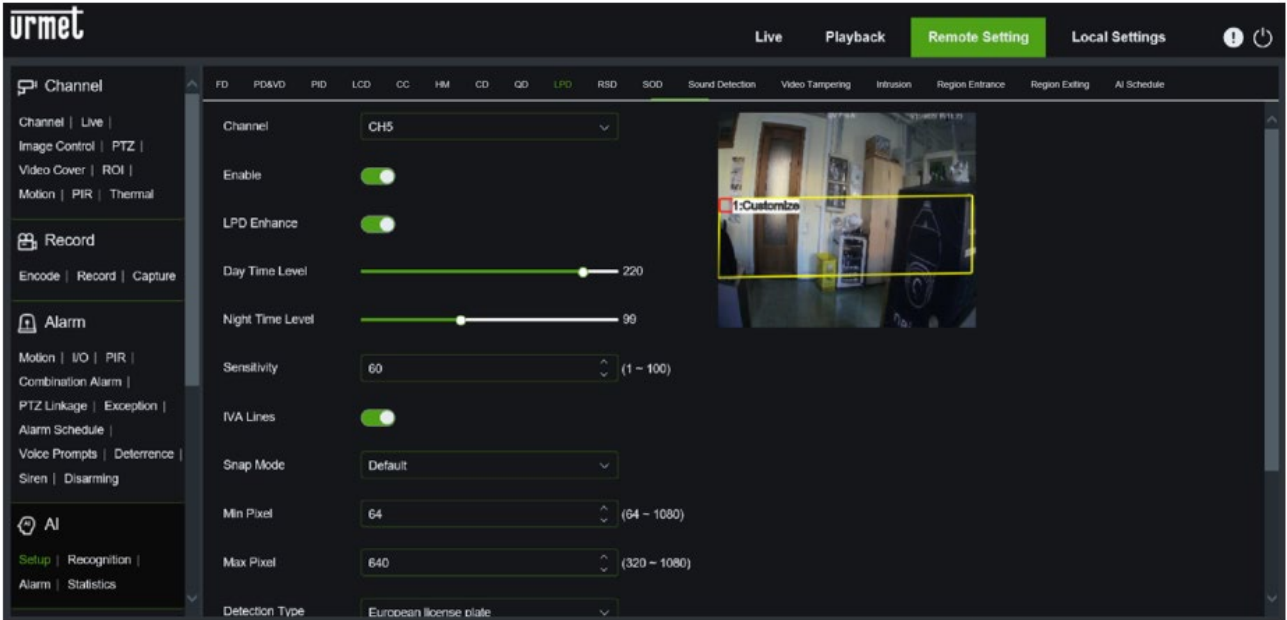 urmet
Live Playback Remote Setting Local Settings
Channel
Channel | Live |
Image Control | PTZ |
Video Cover | ROI |
Motion | PIR | Thermal
Record
Encode | Record | Capture
Alarm
Motion | I/O | PIR |
Combination Alarm |
PTZ Linkage | Exception |
Alarm Schedule |
Voice Prompts | Deterrence |
Siren | Disarming
AI
Setup | Recognition |
Alarm | Statistics
FD PD&VD PID LCD CC HM CD QD LPD RSD SOD Sound Detection Video Tampering Intrusion Region Entrance Region Exiting AI Schedule
Channel CH5
Enable
LPD Enhance
Day Time Level 220
Night Time Level 99
Sensitivity 60 (1 ~ 100)
IVA Lines
Snap Mode Default
Min Pixel 64 (64 ~ 1080)
Max Pixel 640 (320 ~ 1080)
Detection Type European license plate
1:Customize